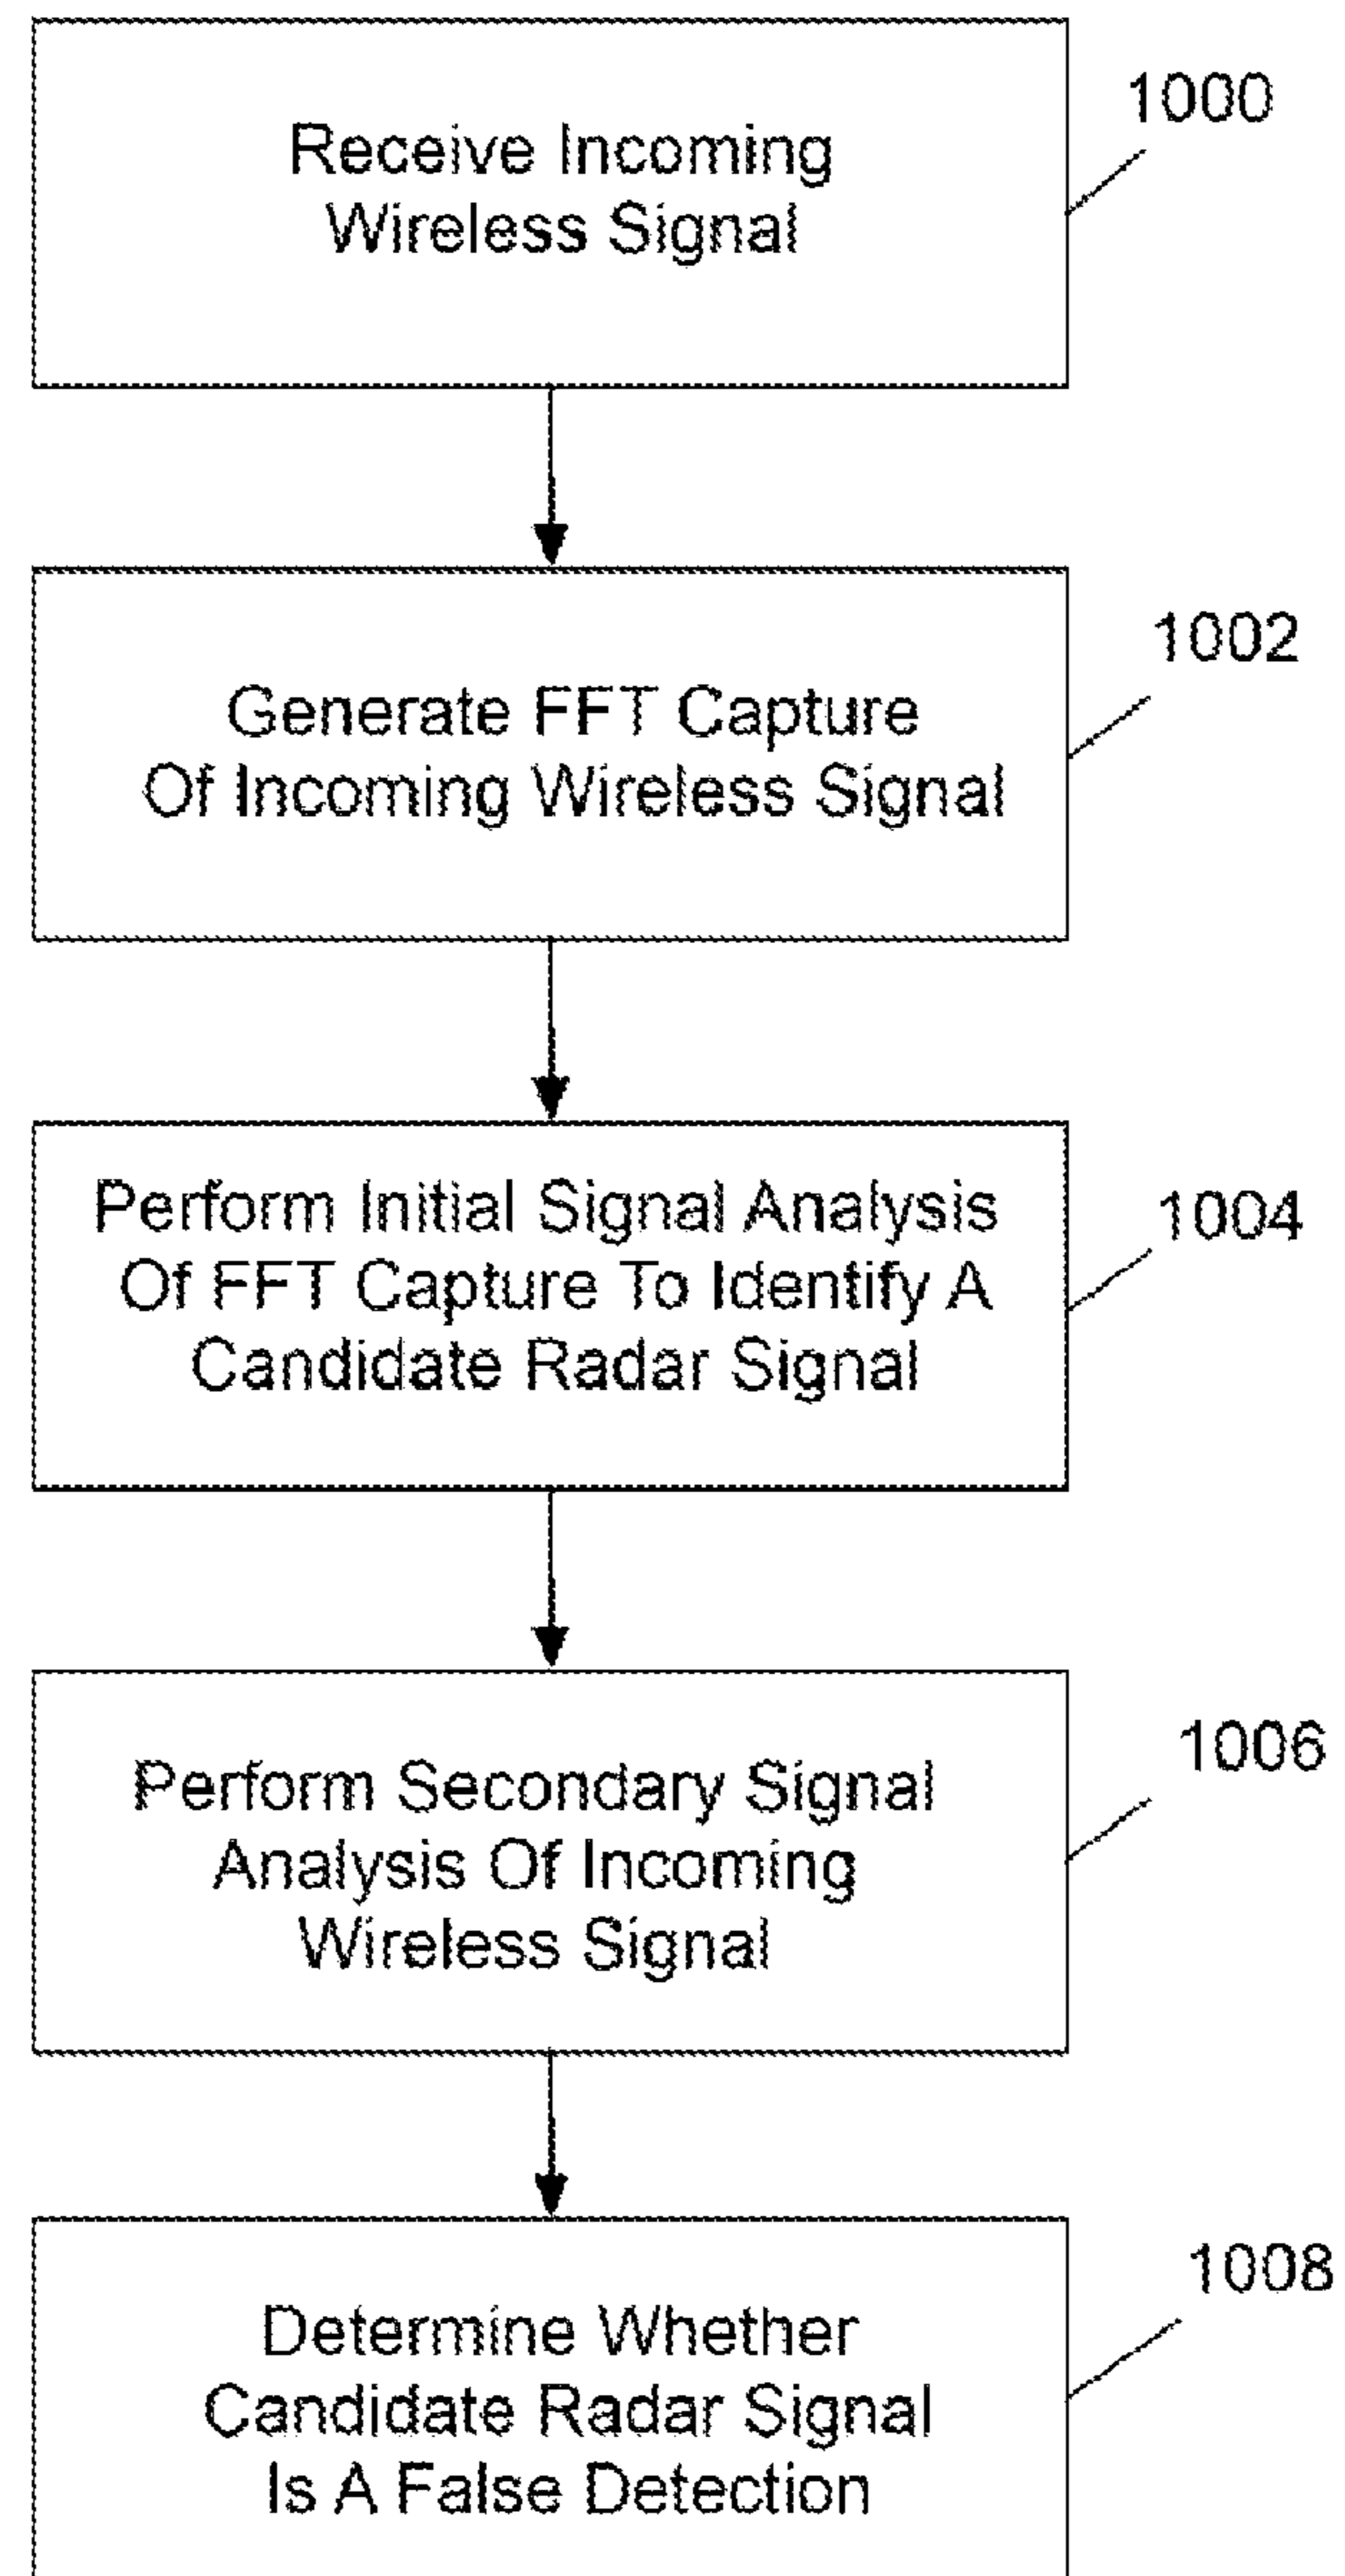 Receive Incoming
Wireless Signal
1000
Generate FFT Capture
Of Incoming Wireless Signal
1002
Perform Initial Signal Analysis
Of FFT Capture To Identify A
Candidate Radar Signal
1004
Perform Secondary Signal
Analysis Of Incoming
Wireless Signal
1006
Determine Whether
Candidate Radar Signal
Is A False Detection
1008